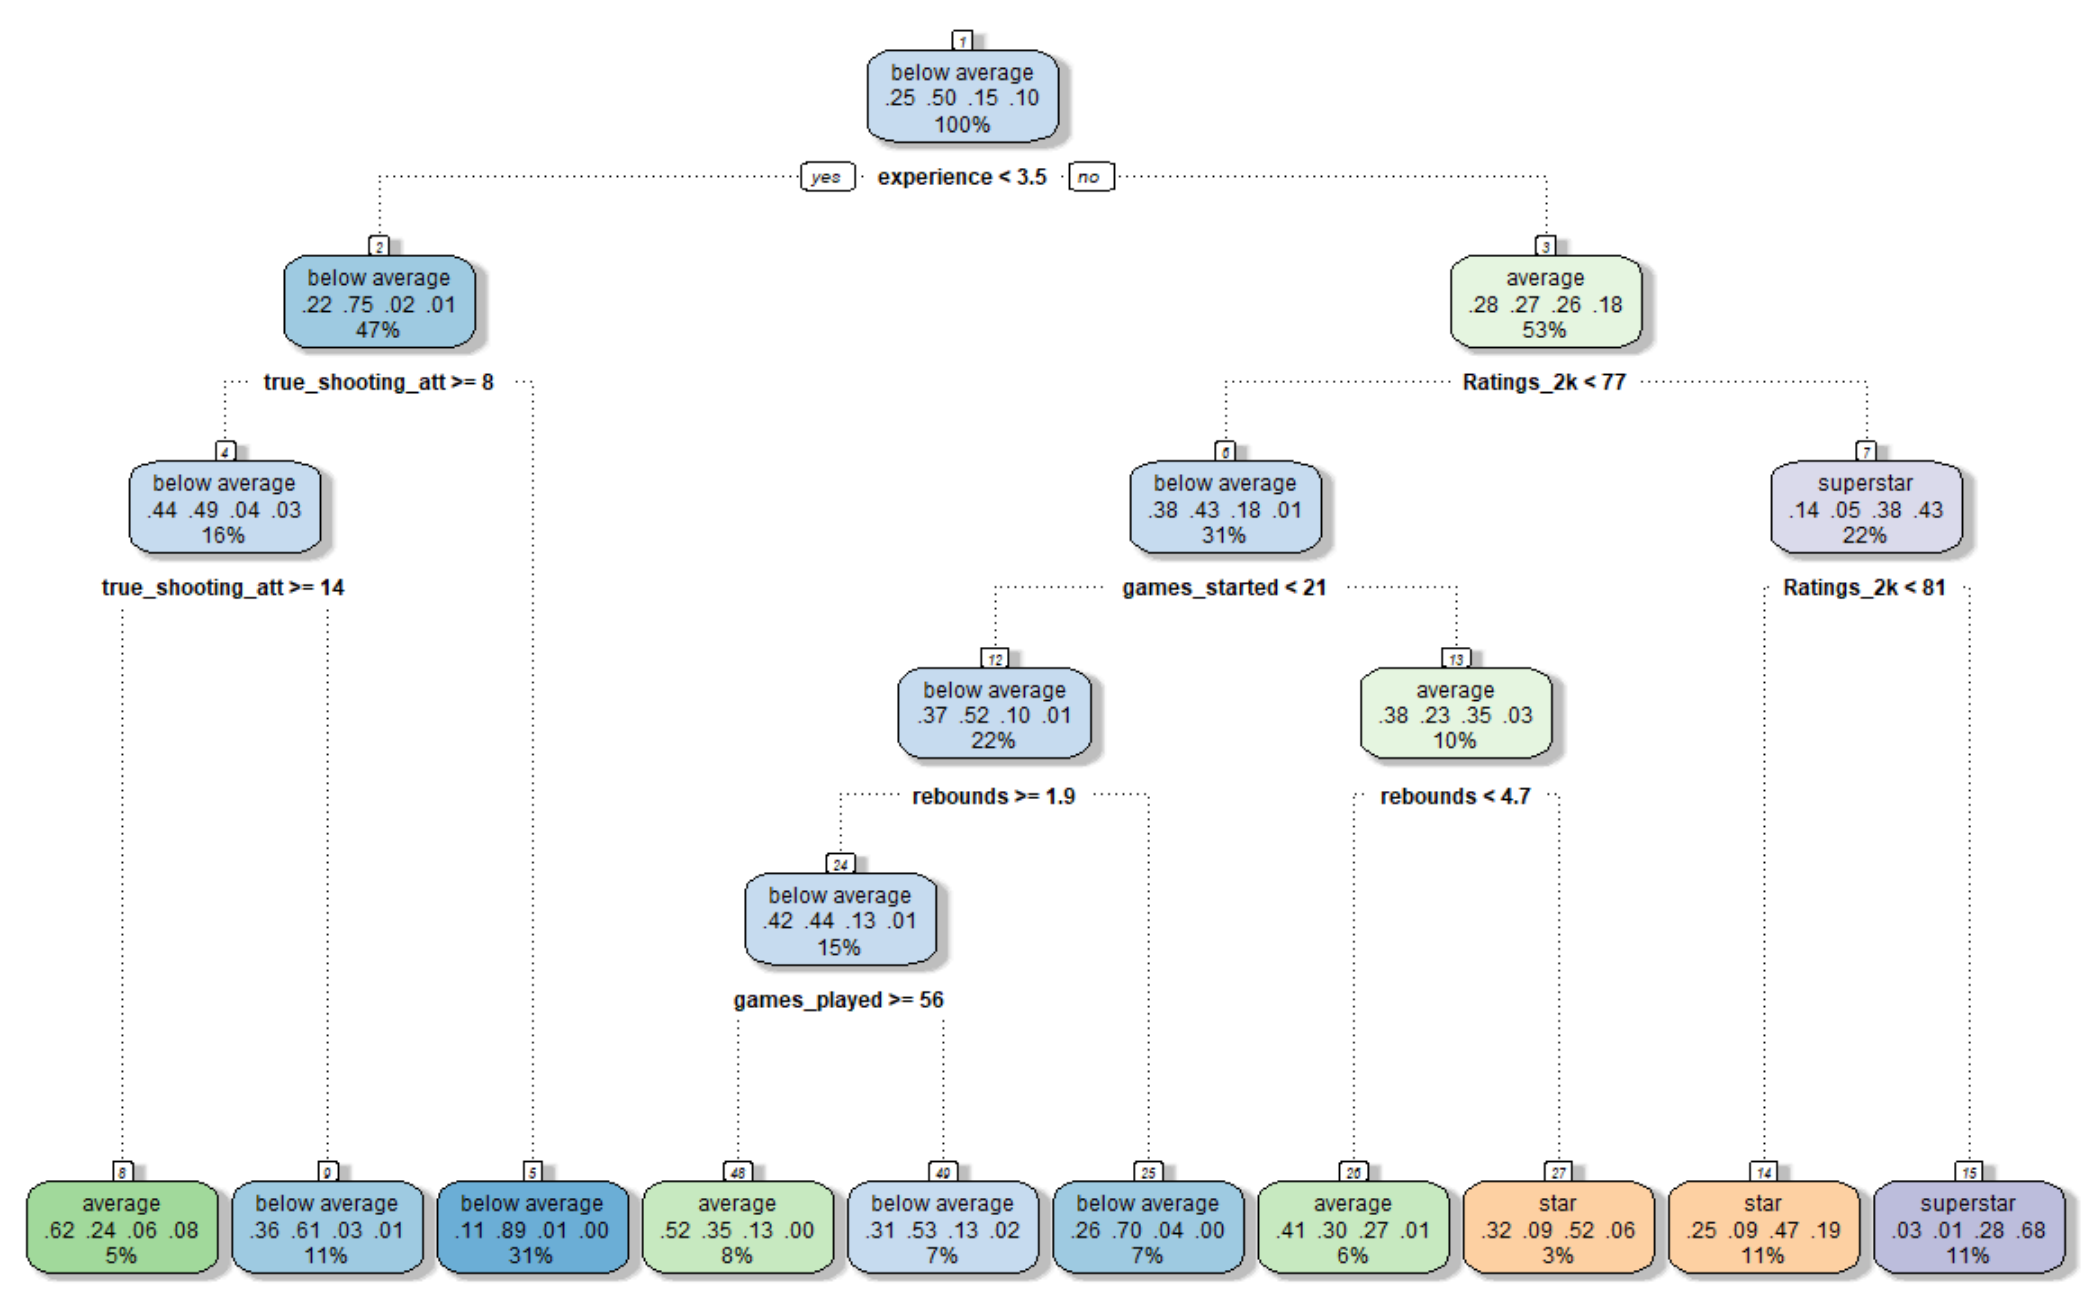 1
below average
.25 .50 .15 .10
100%
yes experience < 3.5 no
2 3
below average average
.22 .75 .02 .01 .28 .27 .26 .18
47% 53%
true_shooting_att >= 8 Ratings_2k < 77
4 6 7
below average below average superstar
.44 .49 .04 .03 .38 .43 .18 .01 .14 .05 .38 .43
16% 31% 22%
true_shooting_att >= 14 games_started < 21 Ratings_2k < 81
12 13
below average average
.37 .52 .10 .01 .38 .23 .35 .03
22% 10%
rebounds >= 1.9 rebounds < 4.7
24
below average
.42 .44 .13 .01
15%
games_played >= 56
8 9 5 48 49 25 26 27 14 15
average below average below average average below average below average average star star superstar
.62 .24 .06 .08 .36 .61 .03 .01 .11 .89 .01 .00 .52 .35 .13 .00 .31 .53 .13 .02 .26 .70 .04 .00 .41 .30 .27 .01 .32 .09 .52 .06 .25 .09 .47 .19 .03 .01 .28 .68
5% 11% 31% 8% 7% 7% 6% 3% 11% 11%